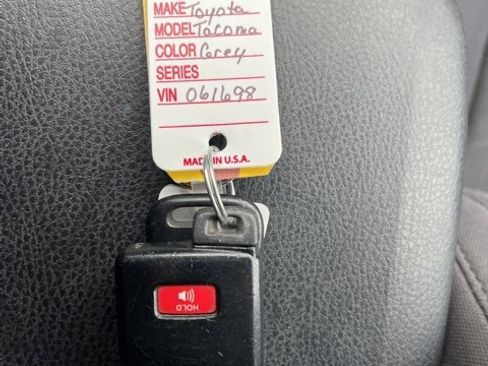 MAKE Toyota
MODEL Tacoma
COLOR Grey
SERIES
VIN 061698
MADE IN U.S.A.
HOLD